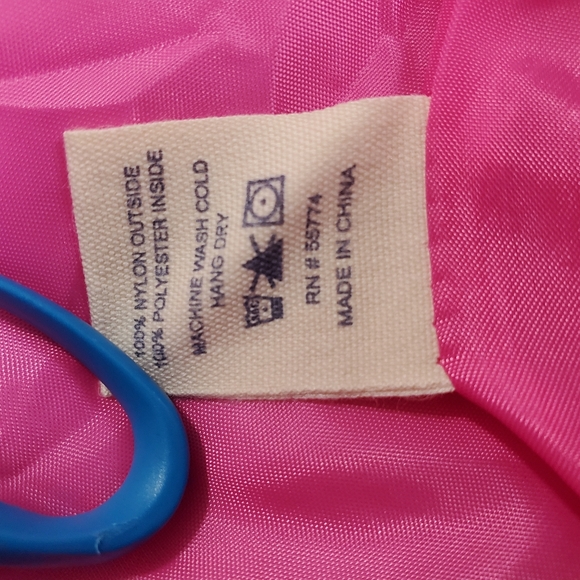 100% NYLON OUTSIDE
100% POLYESTER INSIDE
MACHINE WASH COLD
HANG DRY
RN # 55774
MADE IN CHINA